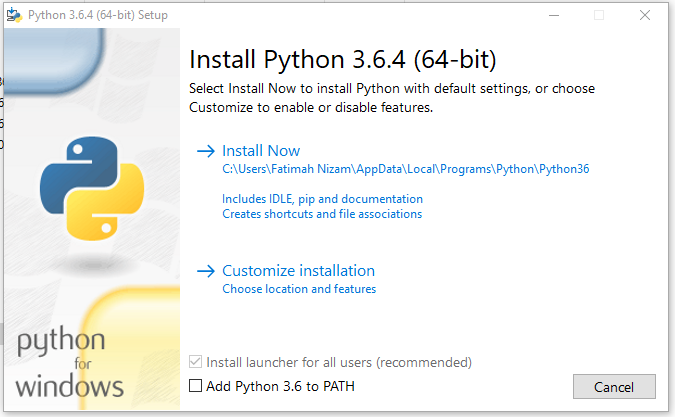 Python 3.6.4 (64-bit) Setup
Install Python 3.6.4 (64-bit)
Select Install Now to install Python with default settings, or choose
Customize to enable or disable features.
Install Now
C:\Users\Fatimah Nizam\AppData\Local\Programs\Python\Python36
Includes IDLE, pip and documentation
Creates shortcuts and file associations
Customize installation
Choose location and features
python
for
windows
Install launcher for all users (recommended)
Add Python 3.6 to PATH
Cancel